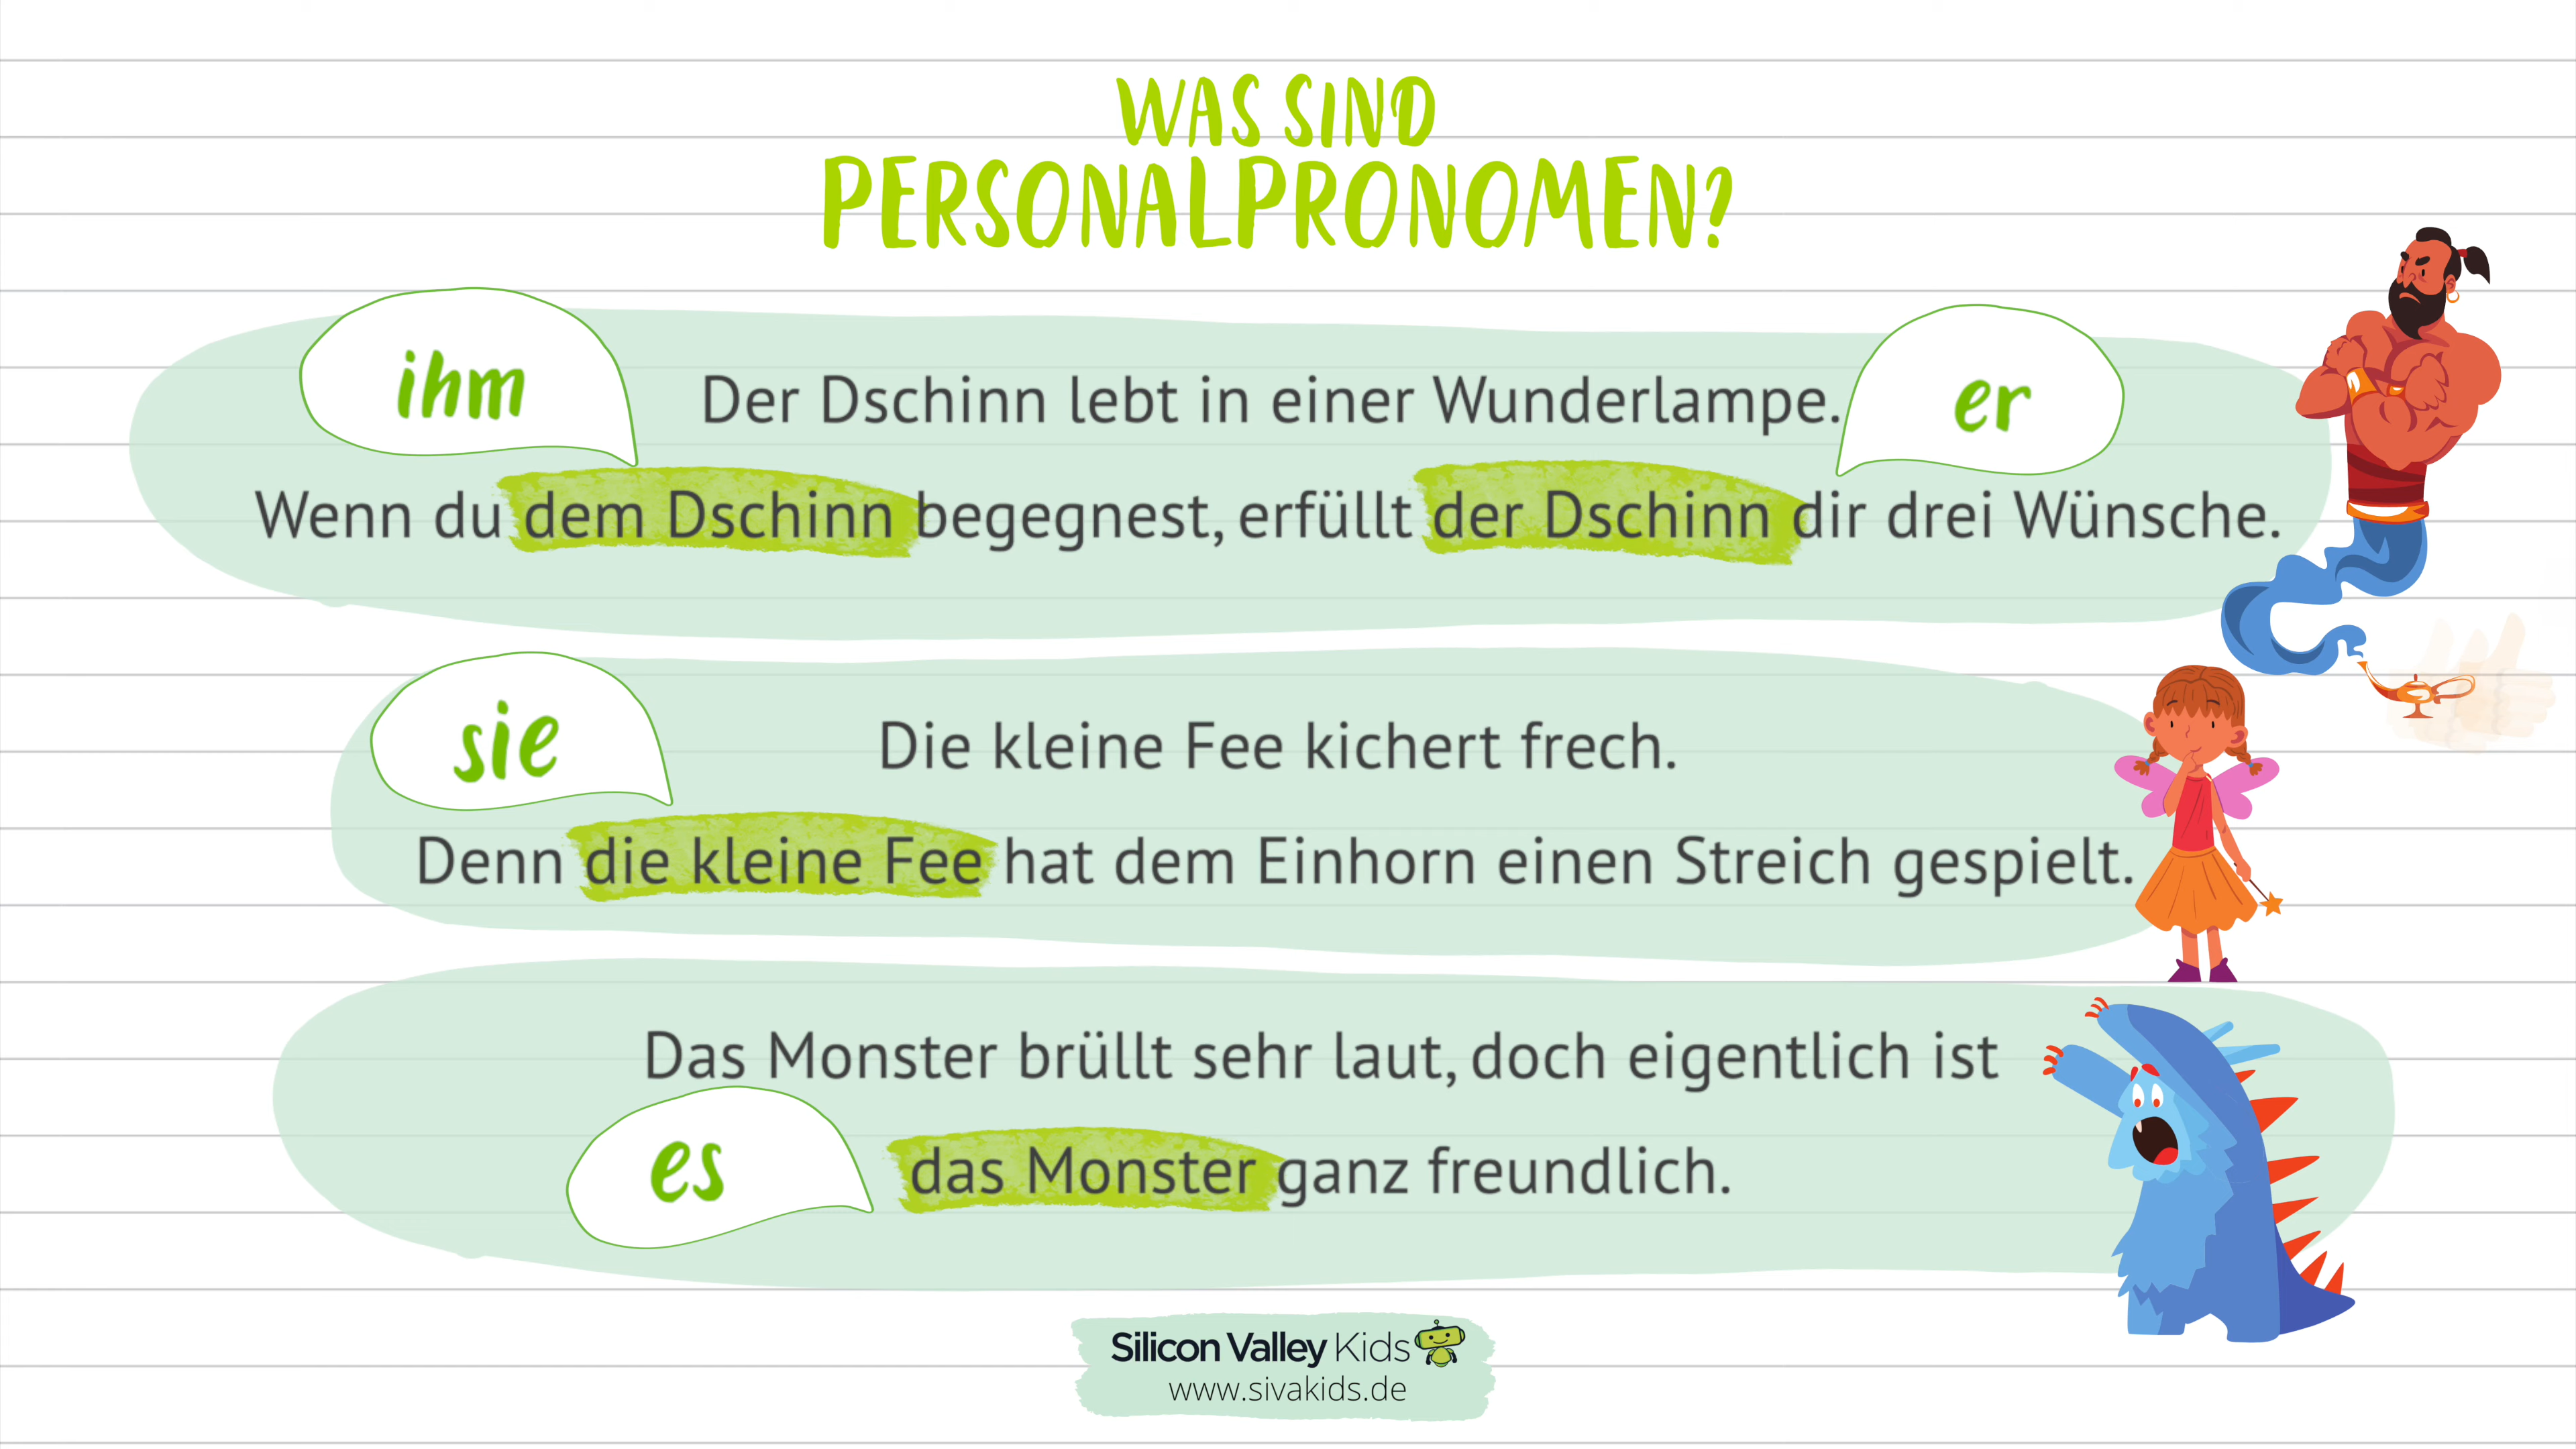 WAS SIND
PERSONALPRONOMEN?
ihm
Der Dschinn lebt in einer Wunderlampe.
er
Wenn du dem Dschinn begegnest, erfüllt der Dschinn dir drei Wünsche.
sie
Die kleine Fee kichert frech.
Denn die kleine Fee hat dem Einhorn einen Streich gespielt.
Das Monster brüllt sehr laut, doch eigentlich ist
es
das Monster ganz freundlich.
Silicon Valley Kids
www.sivakids.de